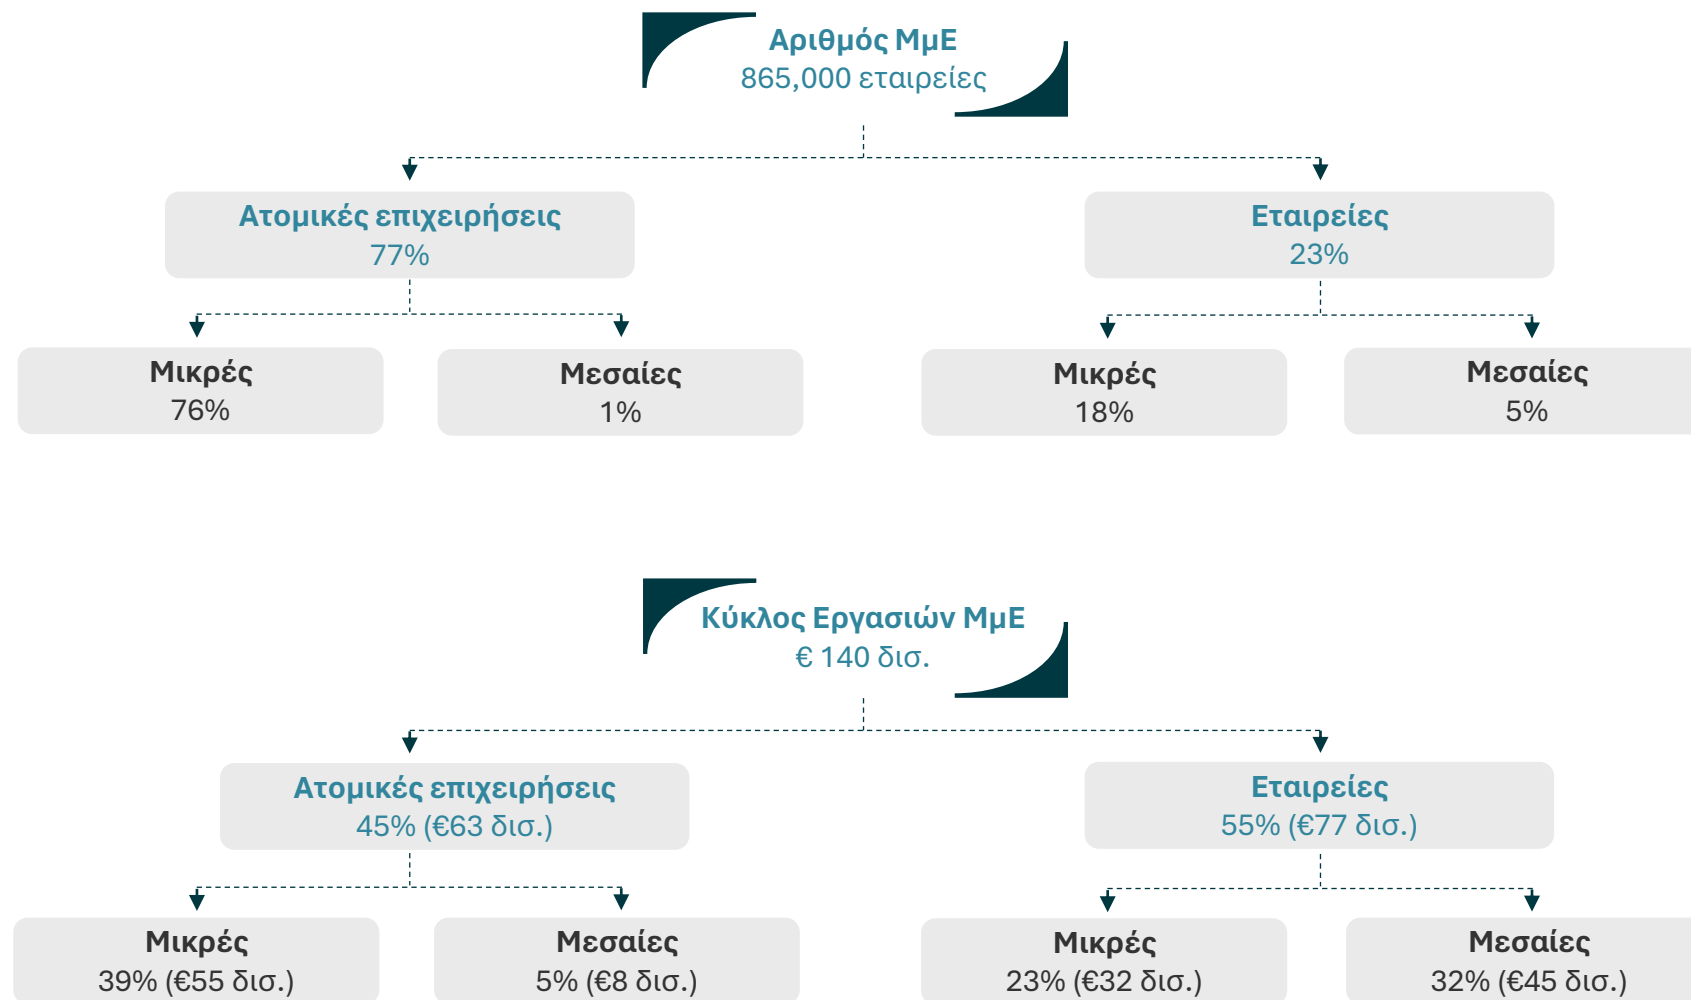 Αριθμός ΜμΕ
865,000 εταιρείες
Ατομικές επιχειρήσεις
77%
Εταιρείες
23%
Μικρές
76%
Μεσαίες
1%
Μικρές
18%
Μεσαίες
5%
Κύκλος Εργασιών ΜμΕ
€ 140 δισ.
Ατομικές επιχειρήσεις
45% (€63 δισ.)
Εταιρείες
55% (€77 δισ.)
Μικρές
39% (€55 δισ.)
Μεσαίες
5% (€8 δισ.)
Μικρές
23% (€32 δισ.)
Μεσαίες
32% (€45 δισ.)